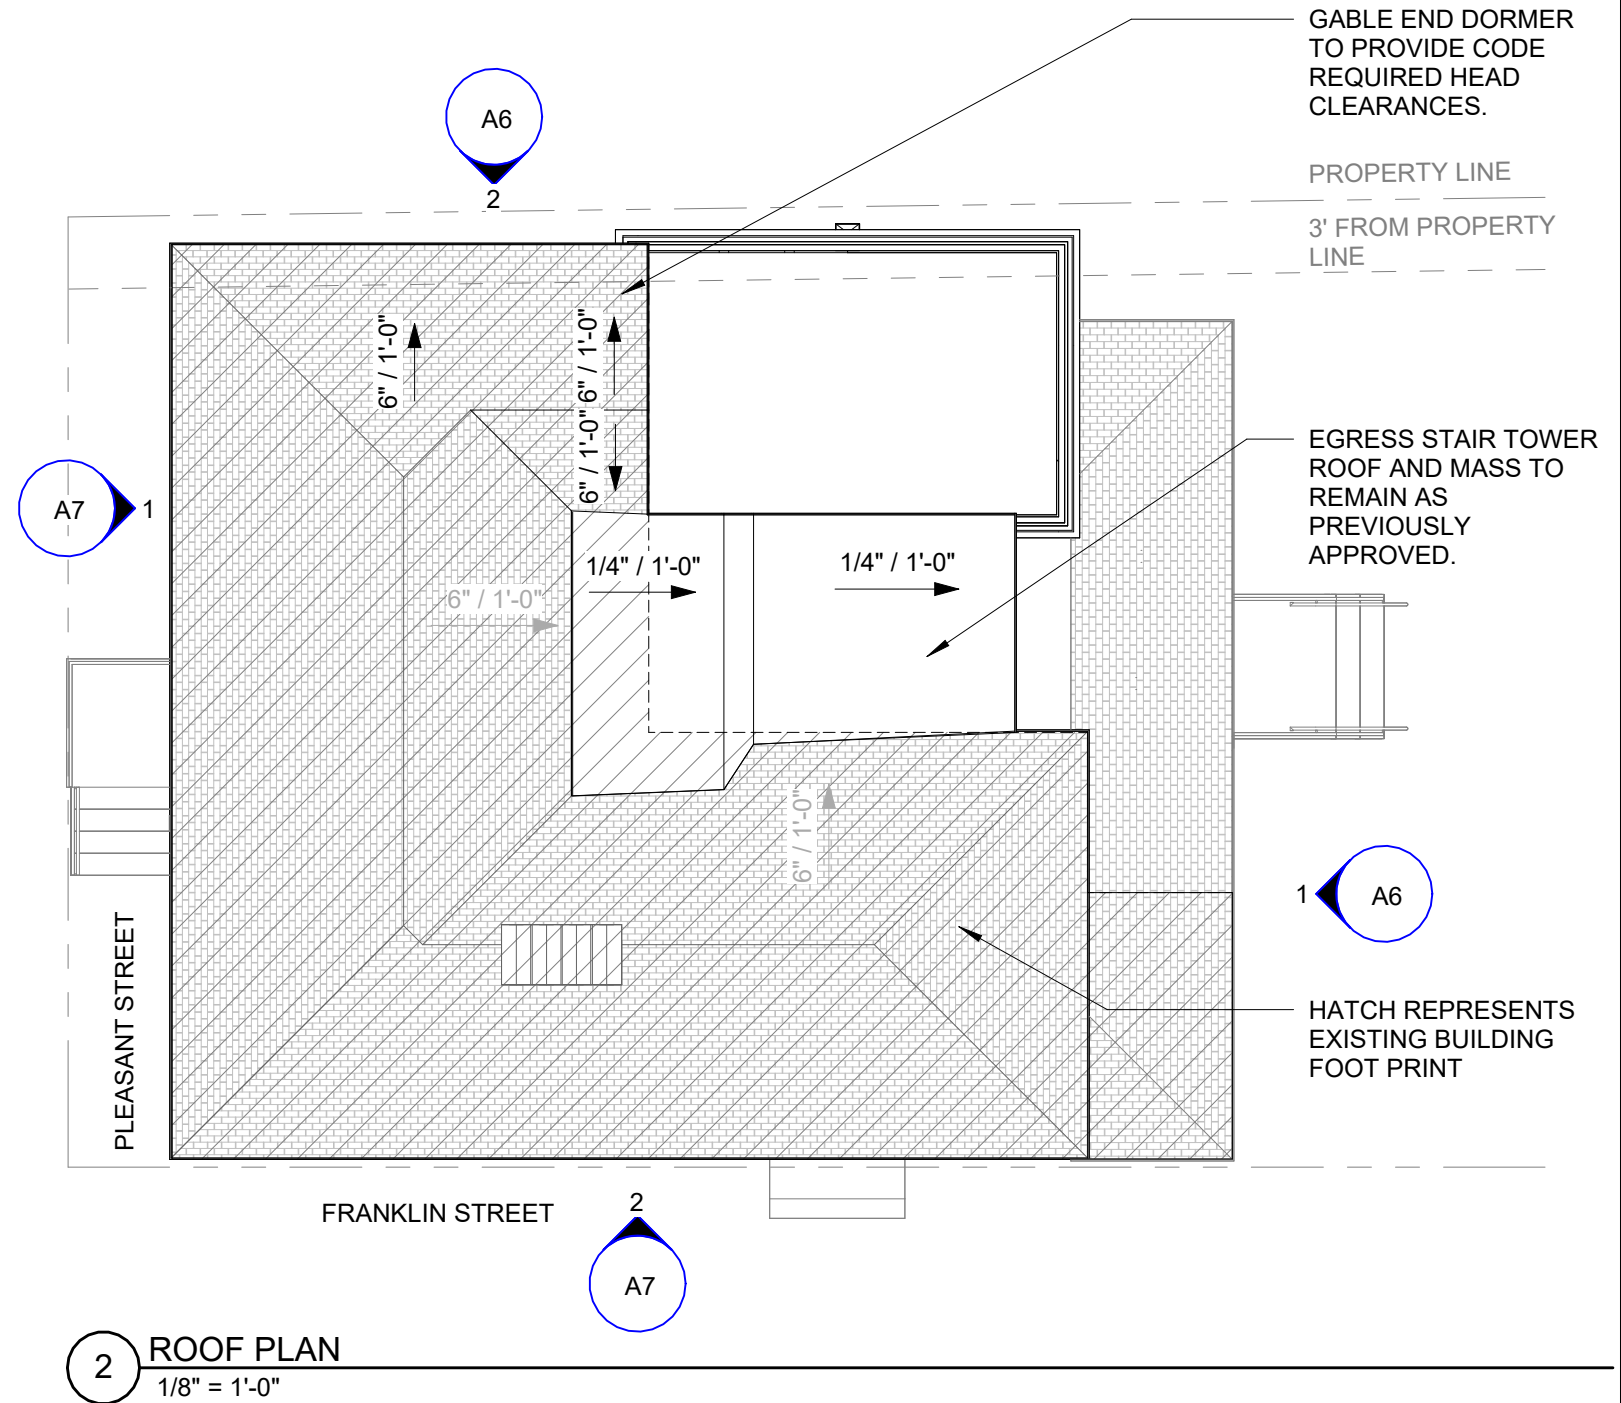 GABLE END DORMER
TO PROVIDE CODE
REQUIRED HEAD
CLEARANCES.
A6
2
PROPERTY LINE
3' FROM PROPERTY
LINE
6" / 1'-0"
6" / 1'-0"
6" / 1'-0"
EGRESS STAIR TOWER
ROOF AND MASS TO
REMAIN AS
PREVIOUSLY
APPROVED.
A7
1
1/4" / 1'-0"
1/4" / 1'-0"
6" / 1'-0"
6" / 1'-0"
1
A6
PLEASANT STREET
HATCH REPRESENTS
EXISTING BUILDING
FOOT PRINT
FRANKLIN STREET
2
A7
2
ROOF PLAN
1/8" = 1'-0"